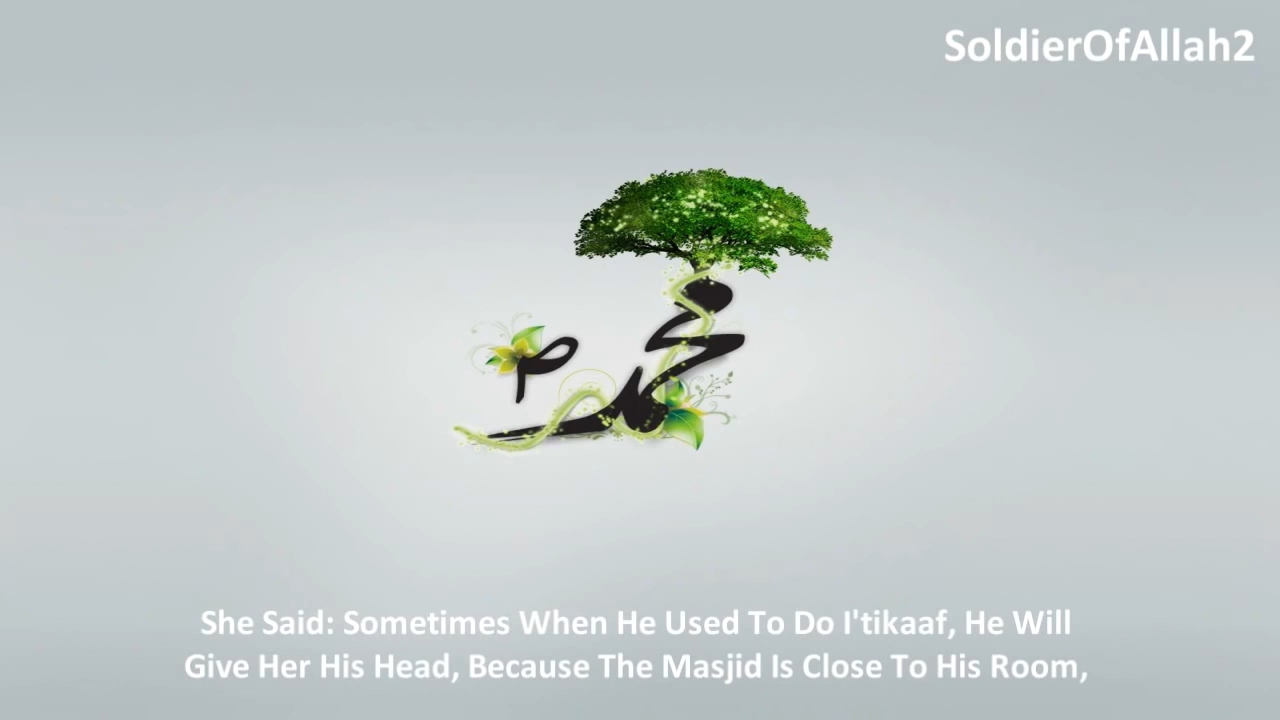 SoldierOfAllah2
محمد
She Said: Sometimes When He Used To Do I'tikaaf, He Will
Give Her His Head, Because The Masjid Is Close To His Room,